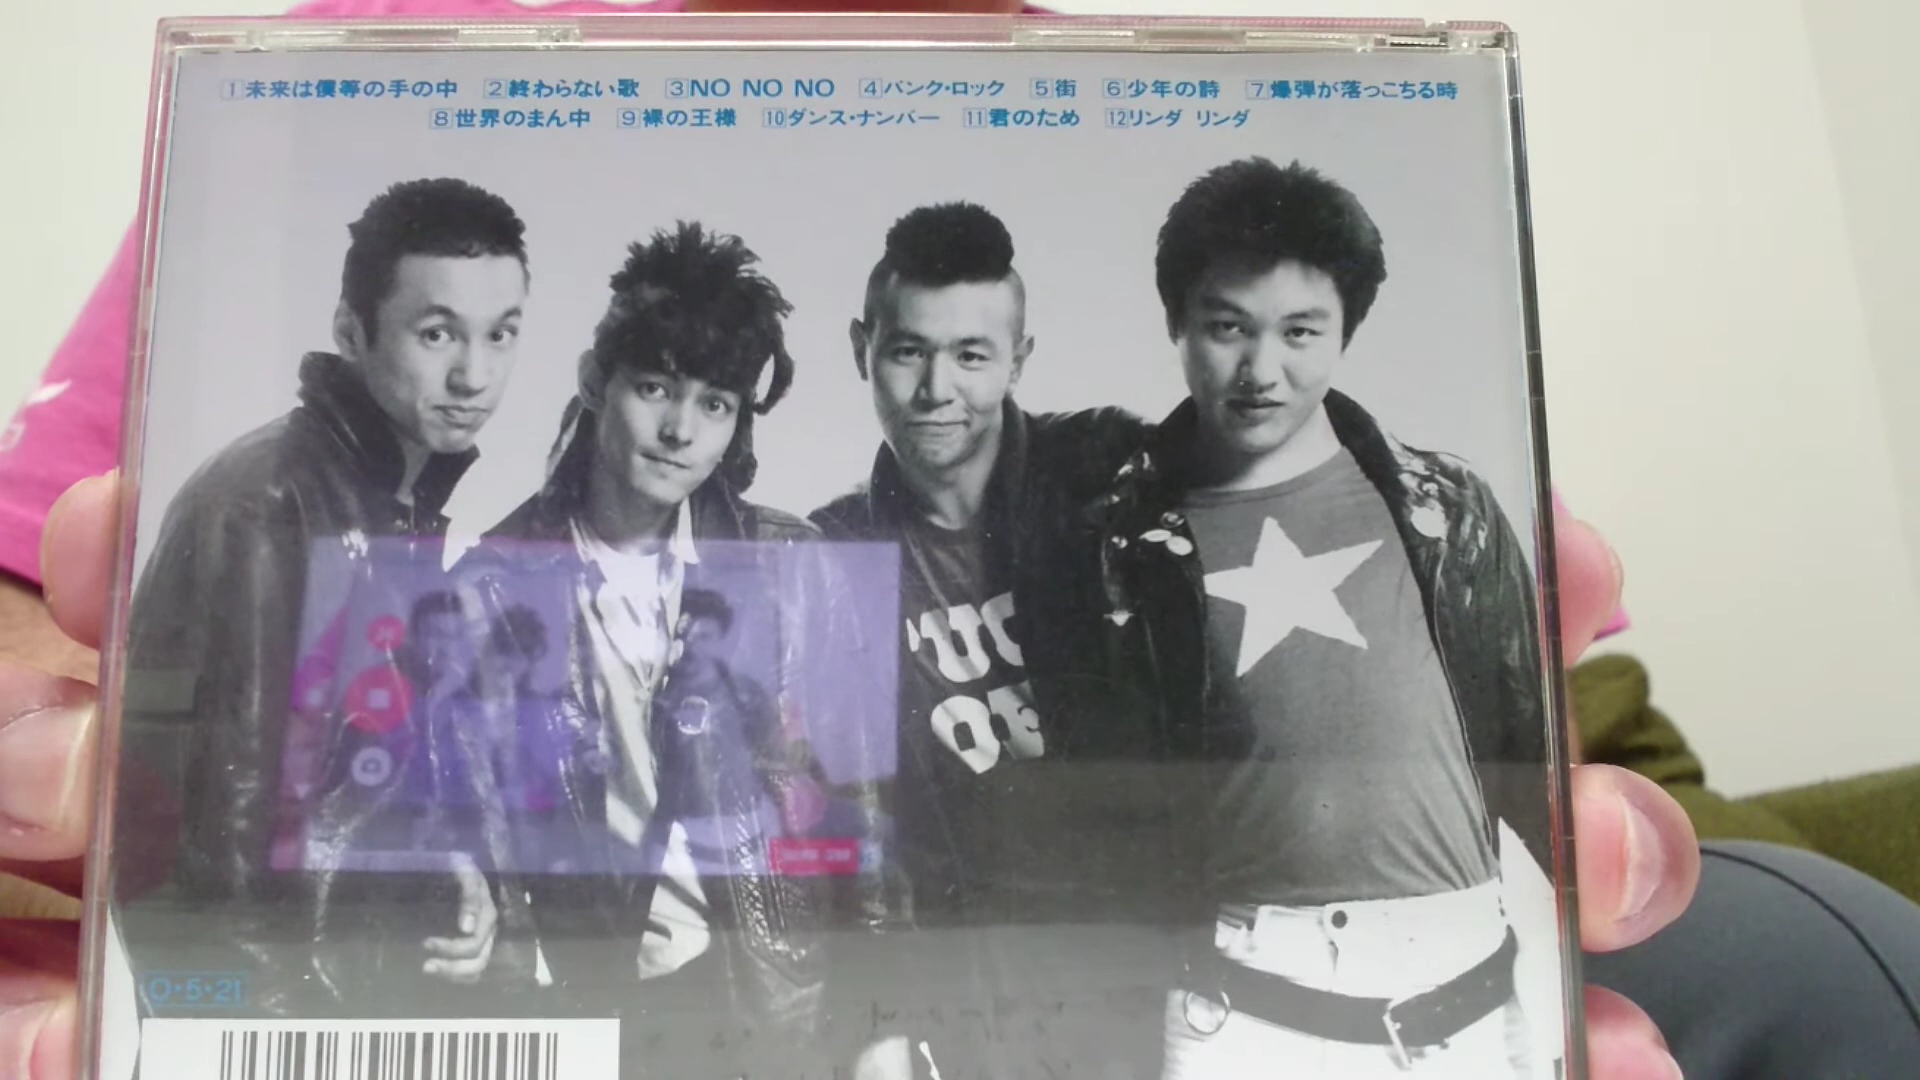 1未来は僕等の手の中 2終わらない歌 3NO NO NO 4パンク・ロック 5街 6少年の詩 7爆弾が落っこちる時
8世界のまん中 9裸の王様 10ダンス・ナンバー 11君のため 12リンダ リンダ
O・5・21